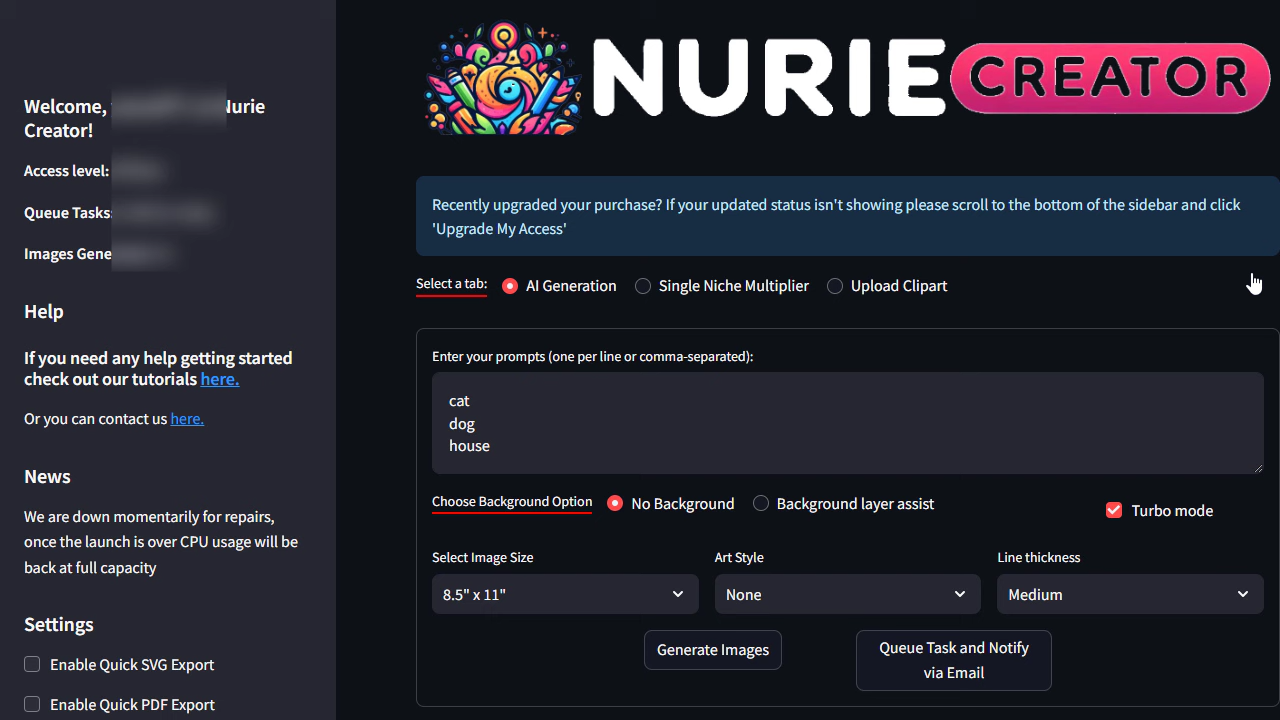 Welcome, Nurie
Creator!
Access level:
Queue Tasks:
Images Gene
Help
If you need any help getting started
check out our tutorials here.
Or you can contact us here.
News
We are down momentarily for repairs,
once the launch is over CPU usage will be
back at full capacity
Settings
Enable Quick SVG Export
Enable Quick PDF Export
NURIE CREATOR
Recently upgraded your purchase? If your updated status isn't showing please scroll to the bottom of the sidebar and click
'Upgrade My Access'
Select a tab: AI Generation Single Niche Multiplier Upload Clipart
Enter your prompts (one per line or comma-separated):
cat
dog
house
Choose Background Option No Background Background layer assist Turbo mode
Select Image Size Art Style Line thickness
8.5" x 11" None Medium
Generate Images
Queue Task and Notify
via Email